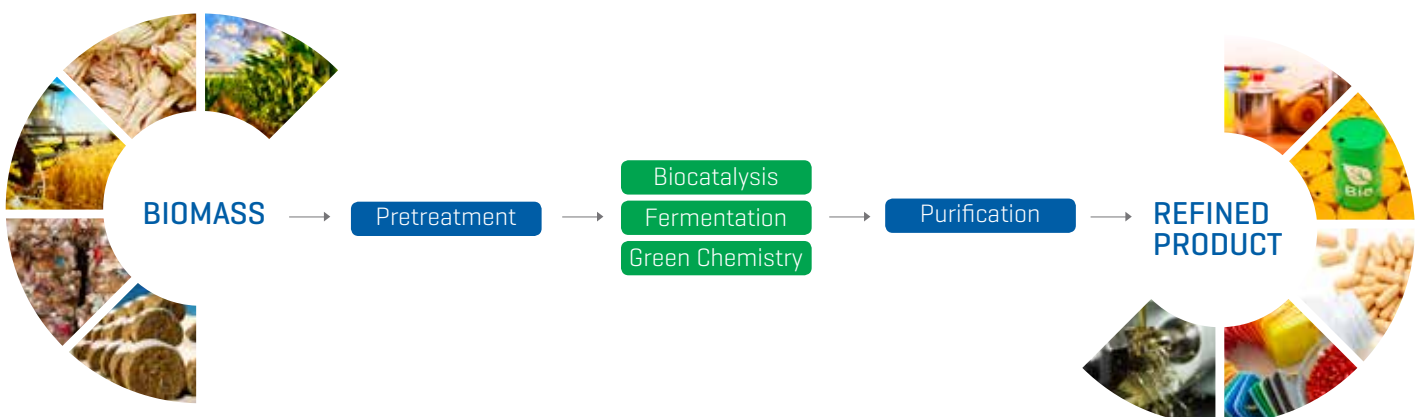 BIOMASS
Pretreatment
Biocatalysis
Fermentation
Green Chemistry
Purification
REFINED
PRODUCT
Bio